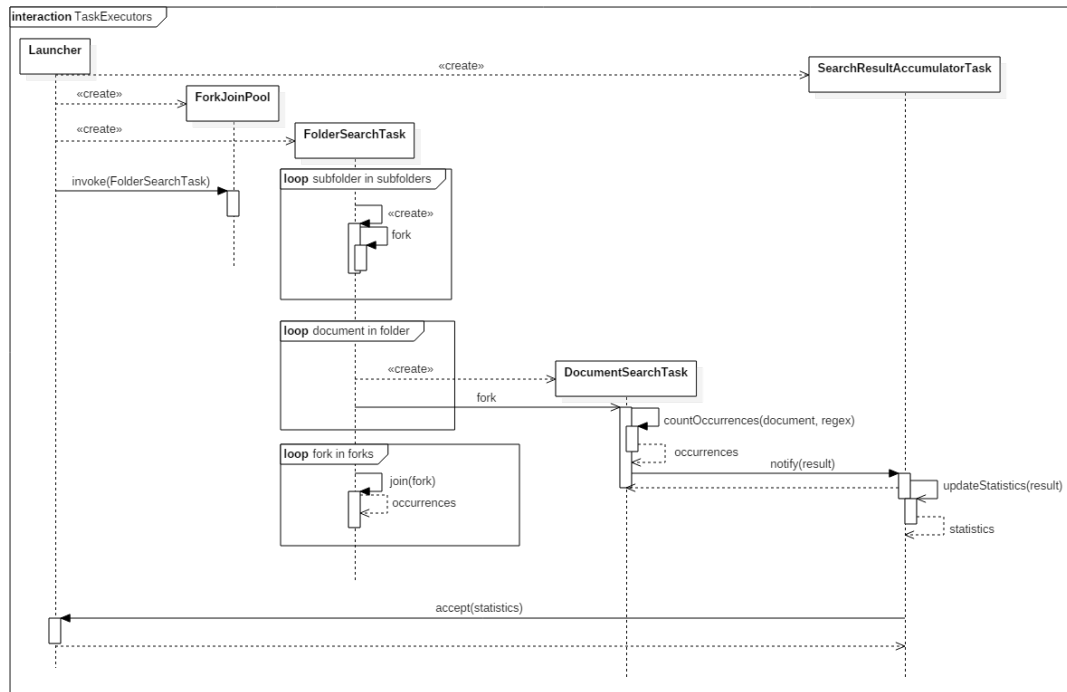 interaction TaskExecutors
Launcher
«create»
SearchResultAccumulatorTask
«create»
ForkJoinPool
«create»
FolderSearchTask
loop subfolder in subfolders
invoke(FolderSearchTask)
«create»
fork
loop document in folder
«create»
DocumentSearchTask
fork
countOccurrences(document, regex)
loop fork in forks
occurrences
notify(result)
join(fork)
updateStatistics(result)
occurrences
statistics
accept(statistics)